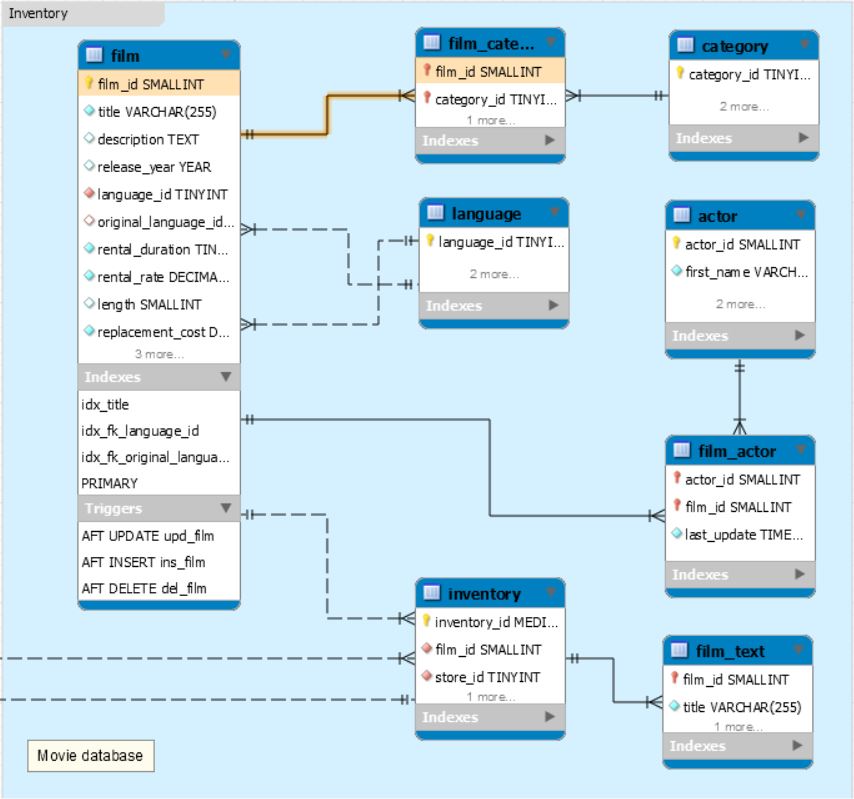 Inventory
film
film_id SMALLINT
title VARCHAR(255)
description TEXT
release_year YEAR
language_id TINYINT
original_language_id...
rental_duration TIN...
rental_rate DECIMA...
length SMALLINT
replacement_cost D...
3 more...
Indexes
idx_title
idx_fk_language_id
idx_fk_original_langua...
PRIMARY
Triggers
AFT UPDATE upd_film
AFT INSERT ins_film
AFT DELETE del_film
film_cate...
film_id SMALLINT
category_id TINYI...
1 more...
Indexes
category
category_id TINYI...
2 more...
Indexes
language
language_id TINYI...
2 more...
Indexes
actor
actor_id SMALLINT
first_name VARCH...
2 more...
Indexes
film_actor
actor_id SMALLINT
film_id SMALLINT
last_update TIME...
Indexes
inventory
inventory_id MEDI...
film_id SMALLINT
store_id TINYINT
1 more...
Indexes
film_text
film_id SMALLINT
title VARCHAR(255)
1 more...
Indexes
Movie database